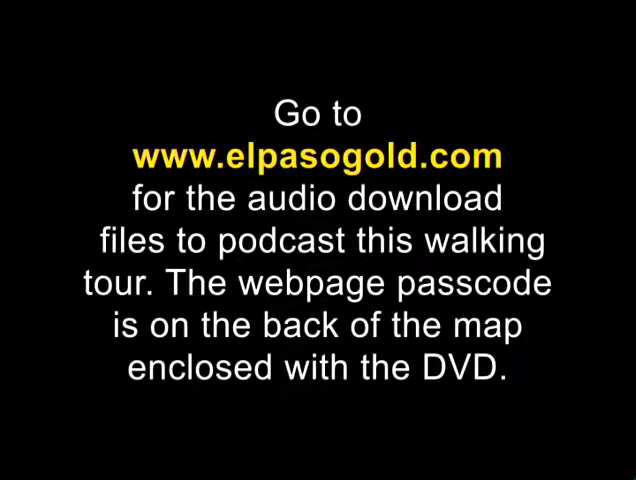 Go to
www.elpasogold.com
for the audio download
files to podcast this walking
tour. The webpage passcode
is on the back of the map
enclosed with the DVD.